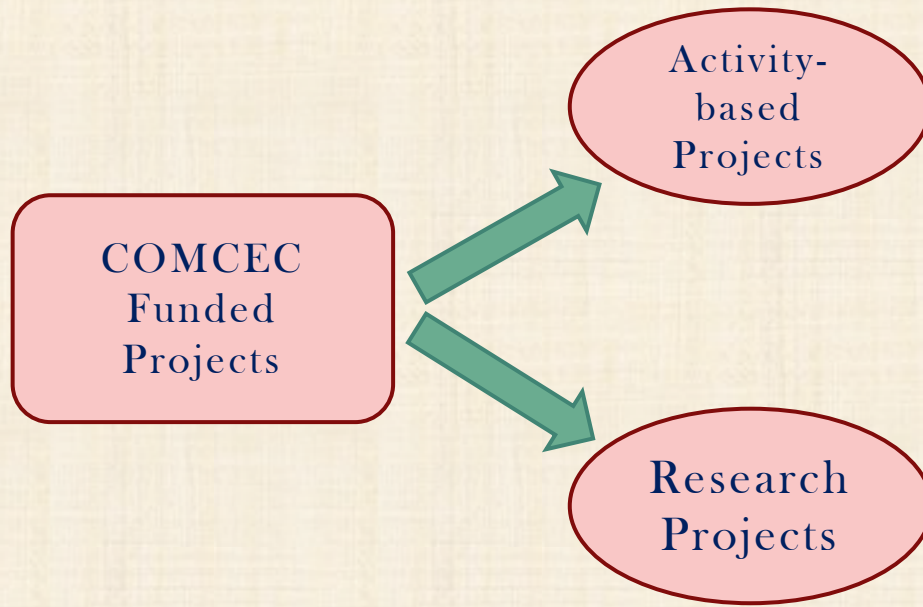 COMCEC
Funded
Projects
Activity-
based
Projects
Research
Projects